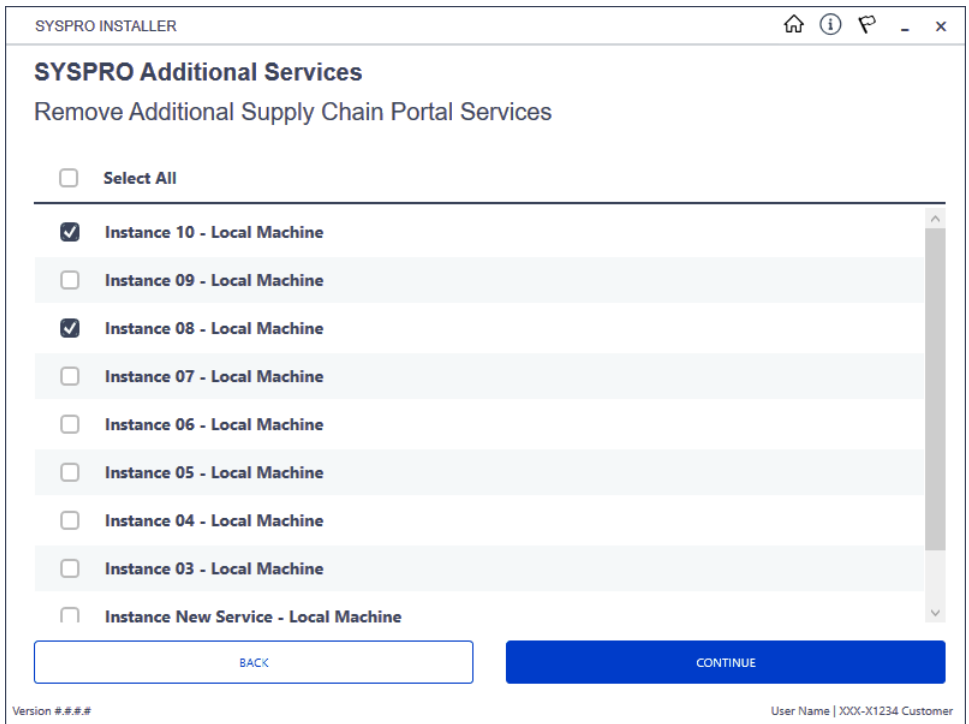 SYSPRO INSTALLER
SYSPRO Additional Services
Remove Additional Supply Chain Portal Services
Select All
Instance 10 - Local Machine
Instance 09 - Local Machine
Instance 08 - Local Machine
Instance 07 - Local Machine
Instance 06 - Local Machine
Instance 05 - Local Machine
Instance 04 - Local Machine
Instance 03 - Local Machine
Instance New Service - Local Machine
BACK CONTINUE
Version #.#.#.# User Name | XXX-X1234 Customer